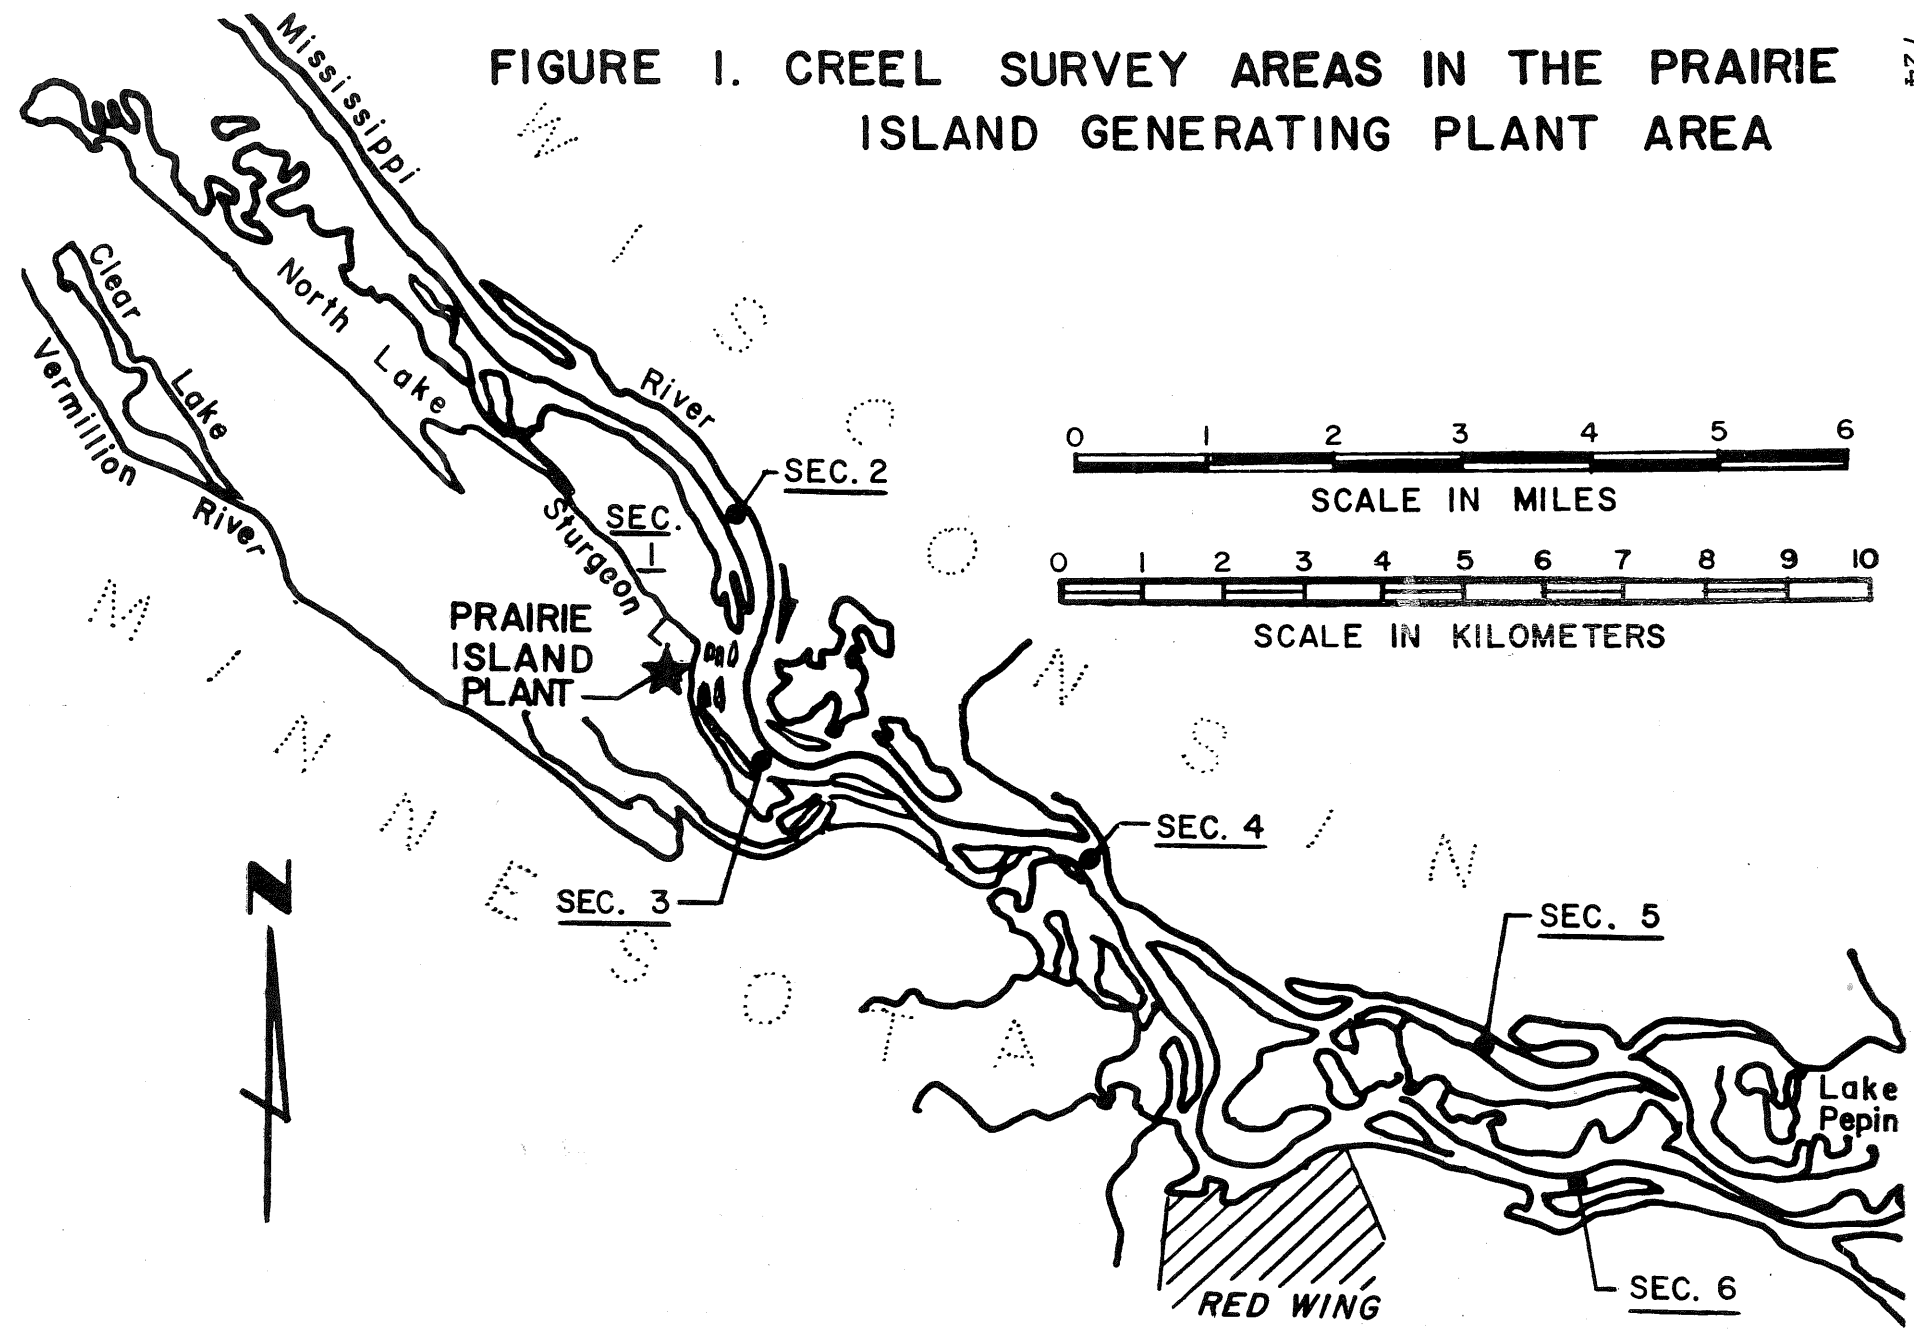 FIGURE 1. CREEL SURVEY AREAS IN THE PRAIRIE
ISLAND GENERATING PLANT AREA
124
Mississippi
River
WISCONSIN
North Lake
Clear Lake
Vermillion
River
Sturgeon
SEC.
1
SEC. 2
0 1 2 3 4 5 6
SCALE IN MILES
0 1 2 3 4 5 6 7 8 9 10
SCALE IN KILOMETERS
PRAIRIE
ISLAND
PLANT
MINNESOTA
SEC. 3
SEC. 4
SEC. 5
N
Lake
Pepin
RED WING
SEC. 6